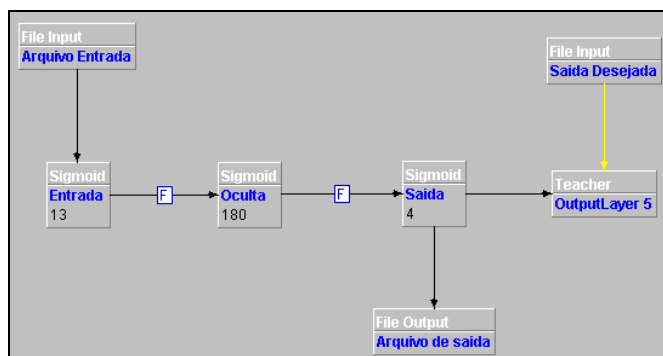 File Input
Arquivo Entrada
File Input
Saida Desejada
Sigmoid
Entrada
13
F
Sigmoid
Oculta
180
F
Sigmoid
Saida
4
Teacher
OutputLayer 5
File Output
Arquivo de saida